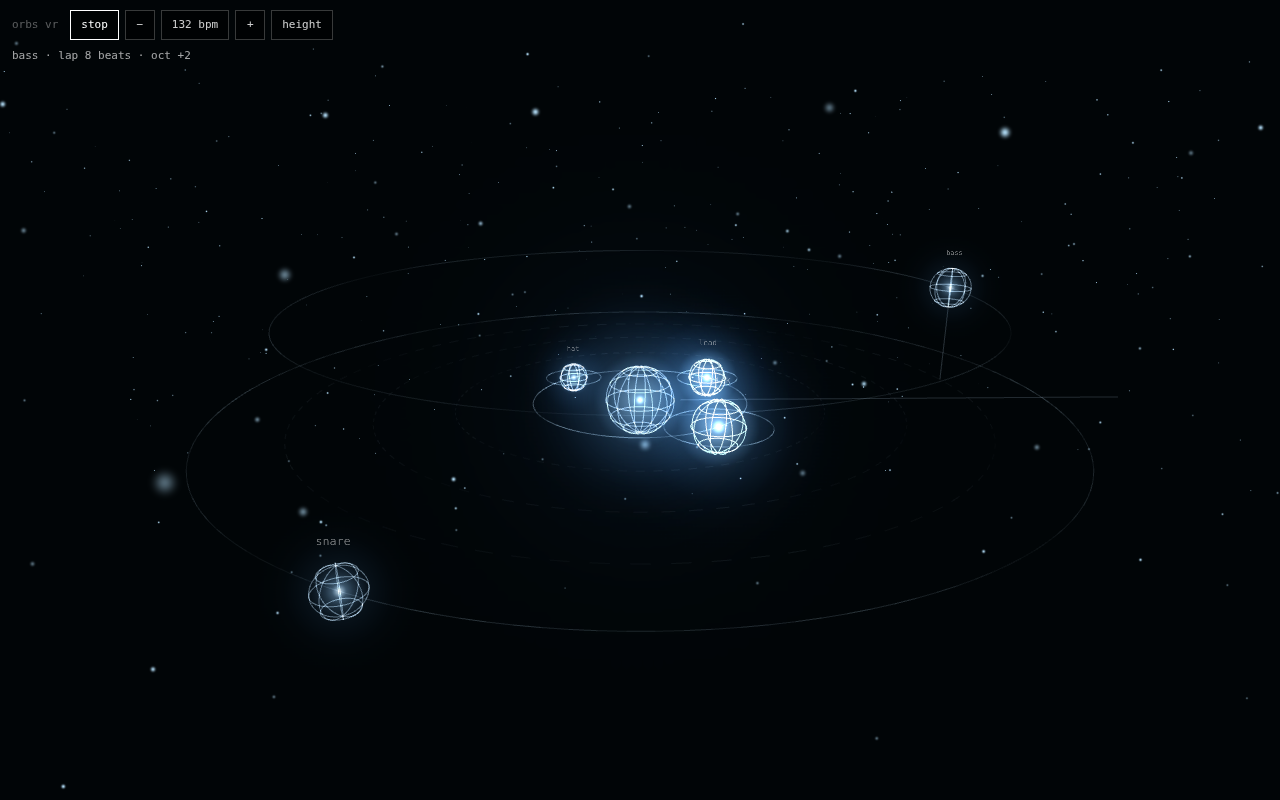 orbs vr stop − 132 bpm + height
bass · lap 8 beats · oct +2
bass
lead
hat
snare